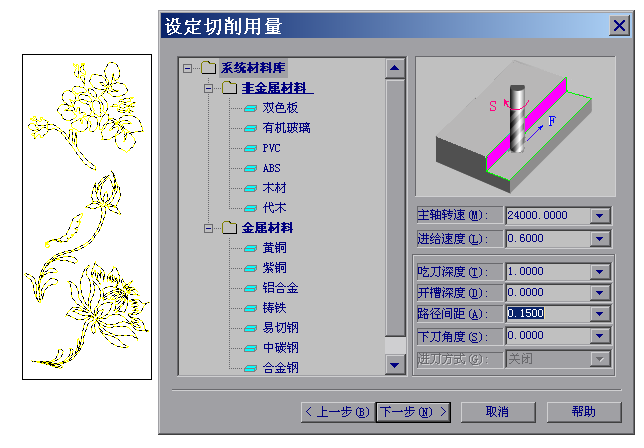 设定切削用量
系统材料库
非金属材料
双色板
有机玻璃
PVC
ABS
木材
代木
金属材料
黄铜
紫铜
铝合金
铸铁
易切钢
中碳钢
合金钢
S
F
主轴转速(M): 24000.0000
进给速度(L): 0.6000
吃刀深度(T): 1.0000
开槽深度(D): 0.0000
路径间距(A): 0.1500
下刀角度(S): 0.0000
进刀方式(G): 关闭
< 上一步(B) 下一步(N) > 取消 帮助